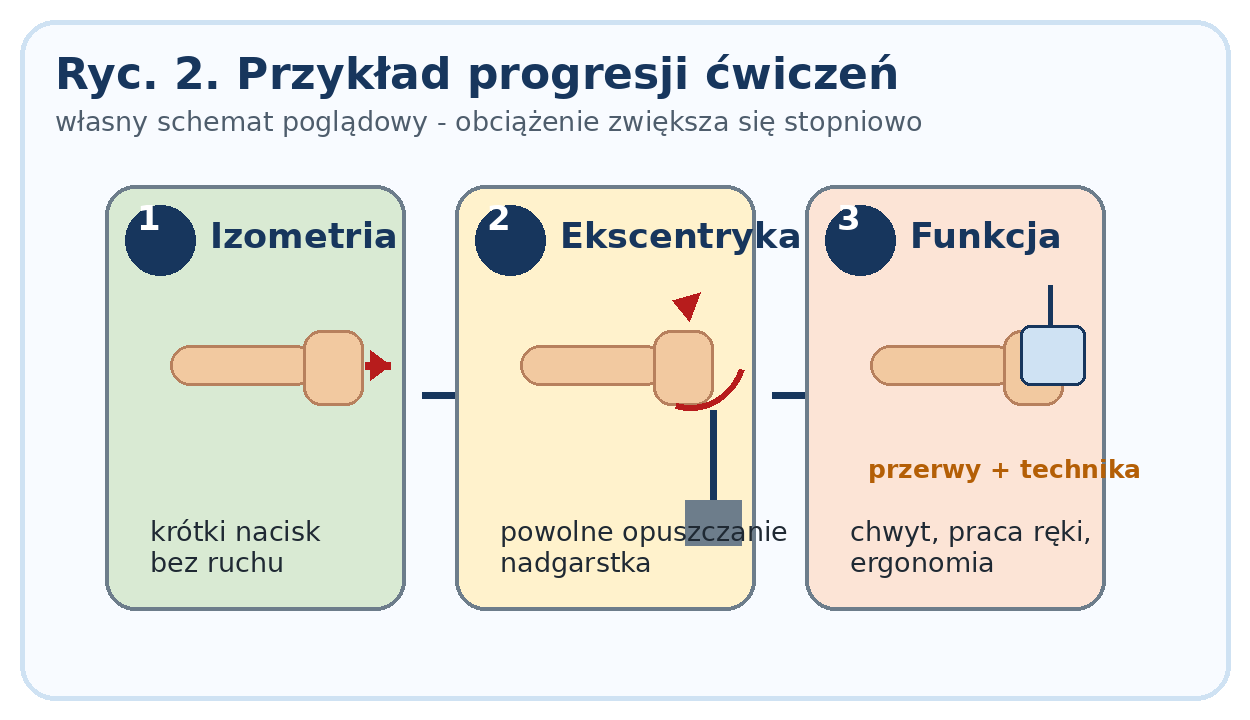 Ryc. 2. Przykład progresji ćwiczeń
własny schemat poglądowy - obciążenie zwiększa się stopniowo
1
Izometria
krótki nacisk
bez ruchu
2
Ekscentryka
powolne opuszczanie
nadgarstka
3
Funkcja
przerwy + technika
chwyt, praca ręki,
ergonomia